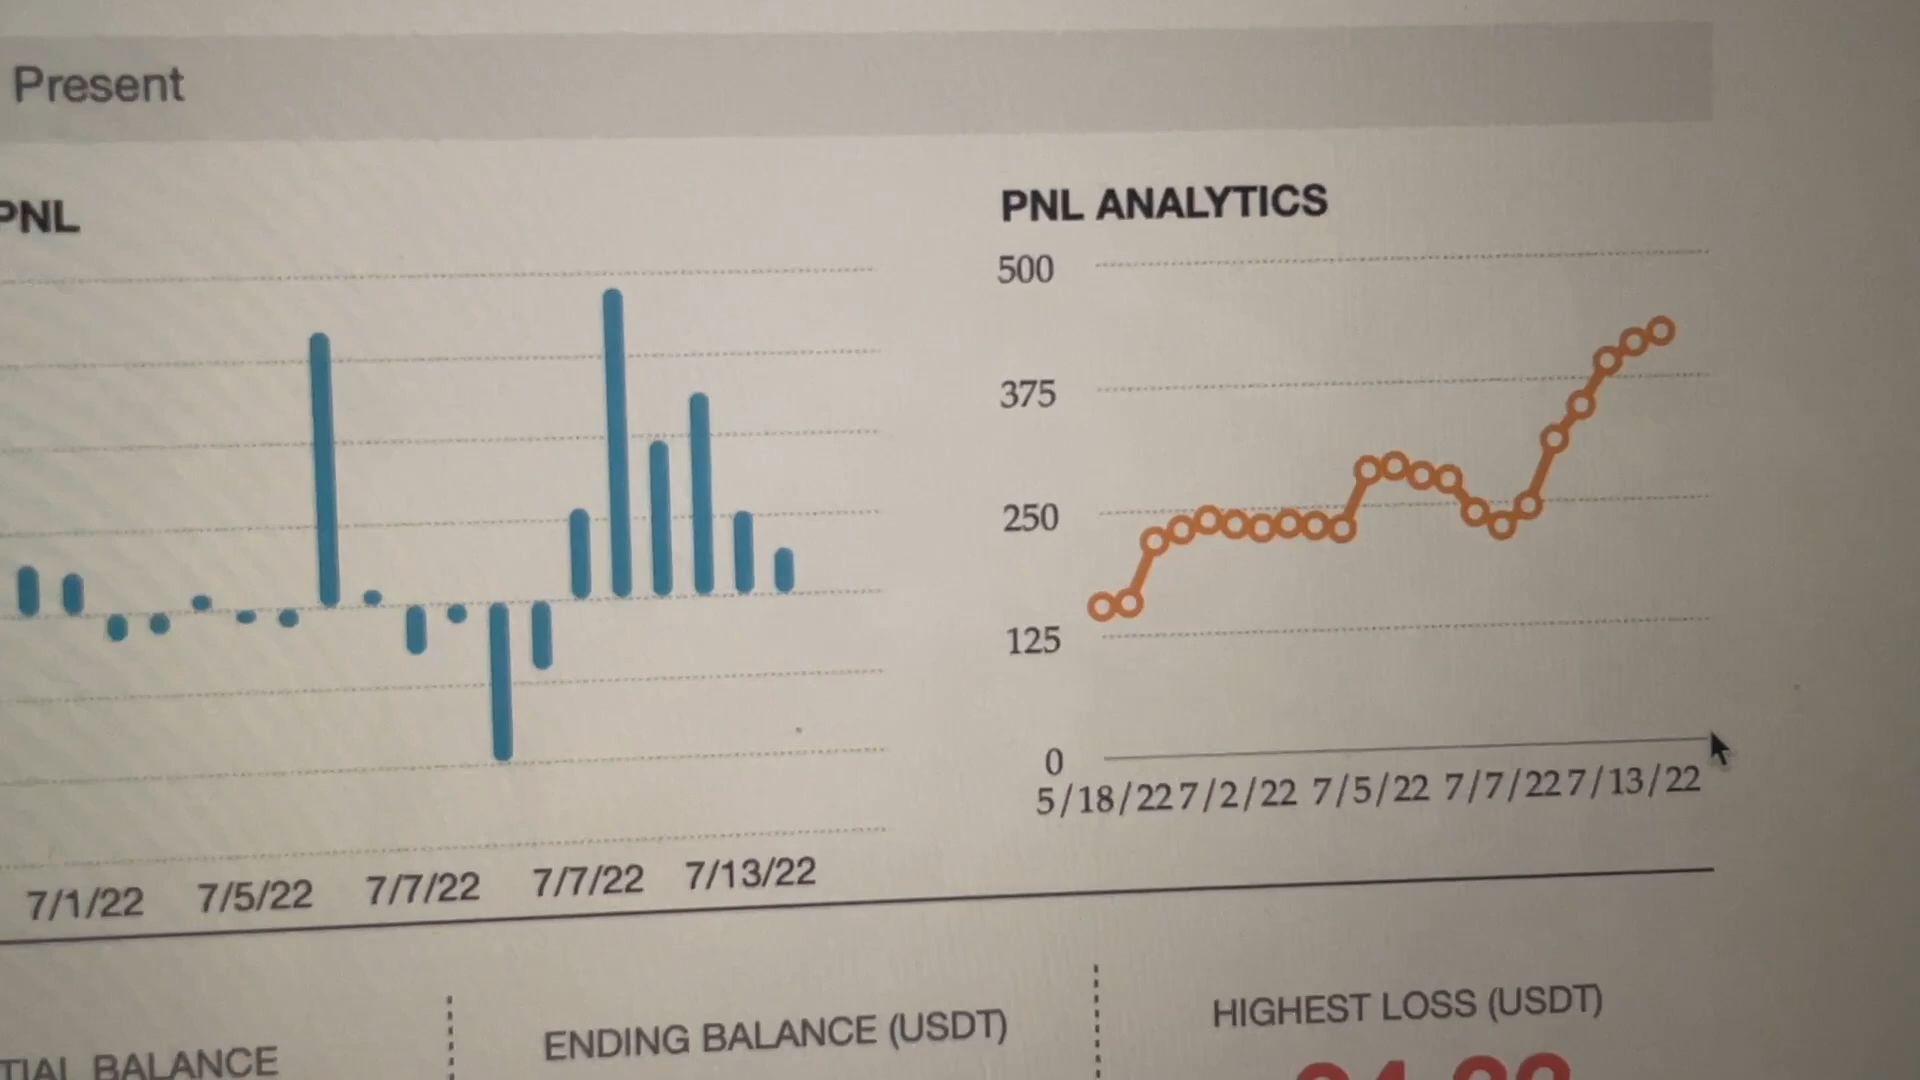 Present
PNL
PNL ANALYTICS
500
375
250
125
0
5/18/22 7/2/22 7/5/22 7/7/22 7/13/22
7/1/22 7/5/22 7/7/22 7/7/22 7/13/22
TIAL BALANCE
ENDING BALANCE (USDT)
HIGHEST LOSS (USDT)